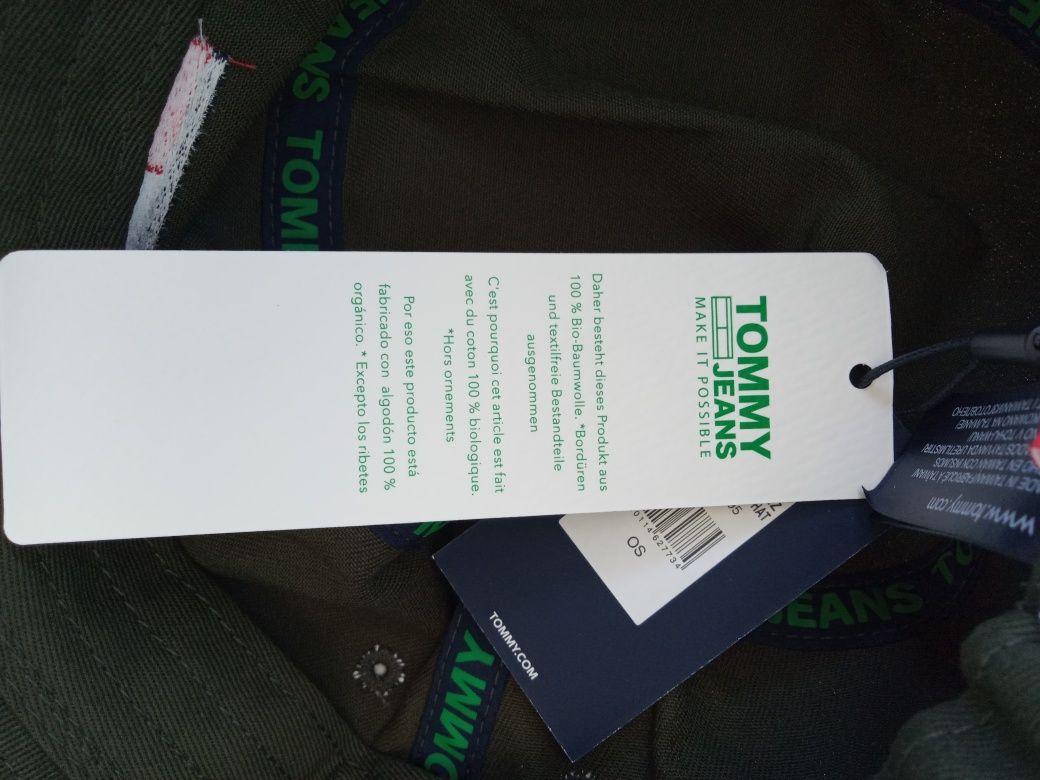 TOMMY
JEANS
MAKE IT POSSIBLE
Daher besteht dieses Produkt aus
100 % Bio-Baumwolle. *Bordüren
und textilfreie Bestandteile
ausgenommen
C'est pourquoi cet article est fait
avec du coton 100 % biologique.
*Hors ornements
Por eso este producto está
fabricado con algodón 100 %
orgánico. * Excepto los ribetes
HAT
OS
TOMMY.COM
www.tommy.com
JEANS
TOMMY
JEANS